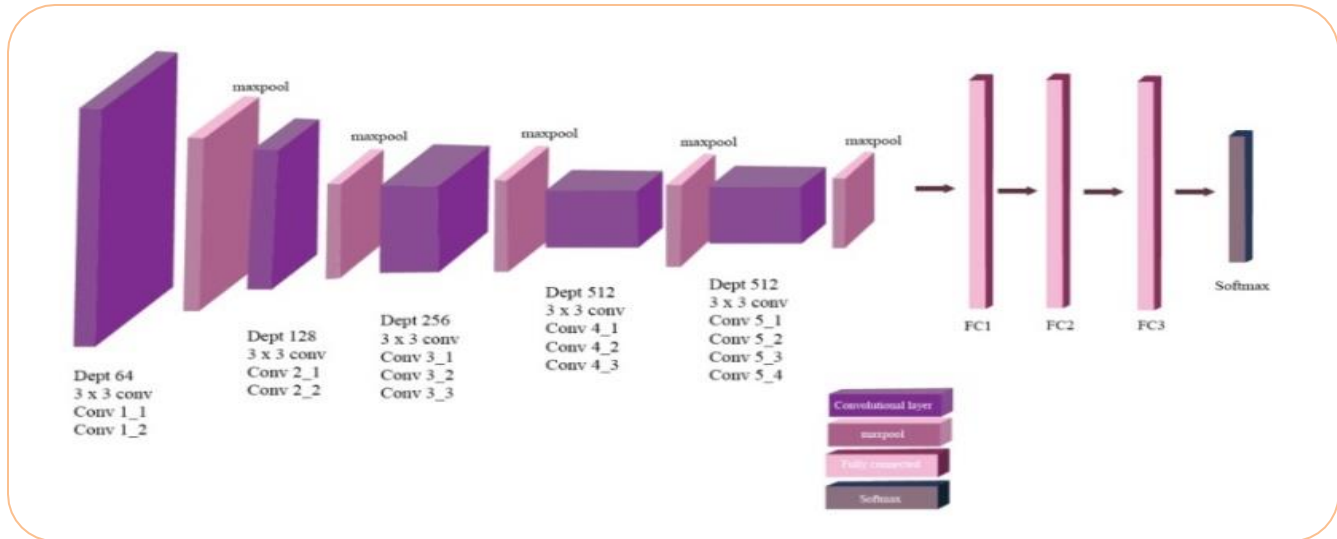 maxpool
maxpool
maxpool
maxpool
maxpool
Dept 64
3 x 3 conv
Conv 1_1
Conv 1_2
Dept 128
3 x 3 conv
Conv 2_1
Conv 2_2
Dept 256
3 x 3 conv
Conv 3_1
Conv 3_2
Conv 3_3
Dept 512
3 x 3 conv
Conv 4_1
Conv 4_2
Conv 4_3
Dept 512
3 x 3 conv
Conv 5_1
Conv 5_2
Conv 5_3
Conv 5_4
FC1
FC2
FC3
Softmax
Convolutional layer
maxpool
Fully connected
Softmax